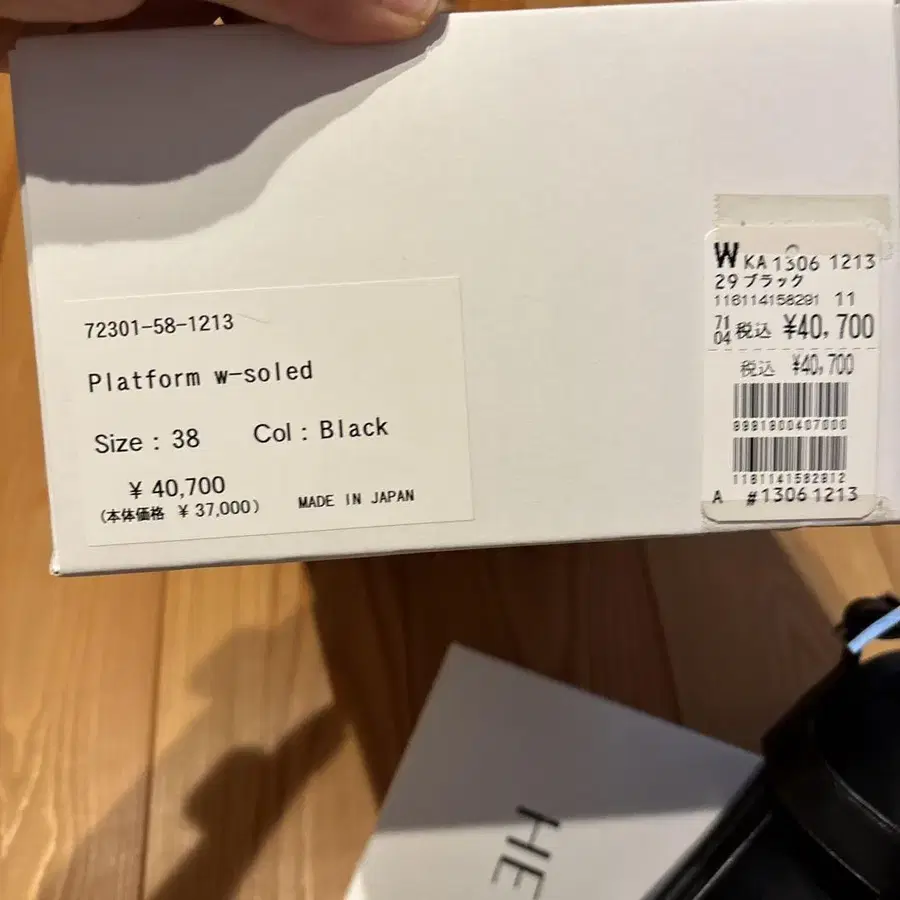 72301-58-1213
Platform w-soled
Size : 38 Col : Black
¥ 40,700
(本体価格 ¥ 37,000) MADE IN JAPAN
W KA 1306 1213
29 ブラック
118114158291 11
71
04 税込 ¥40,700
税込 ¥40,700
A #1306 1213
HE